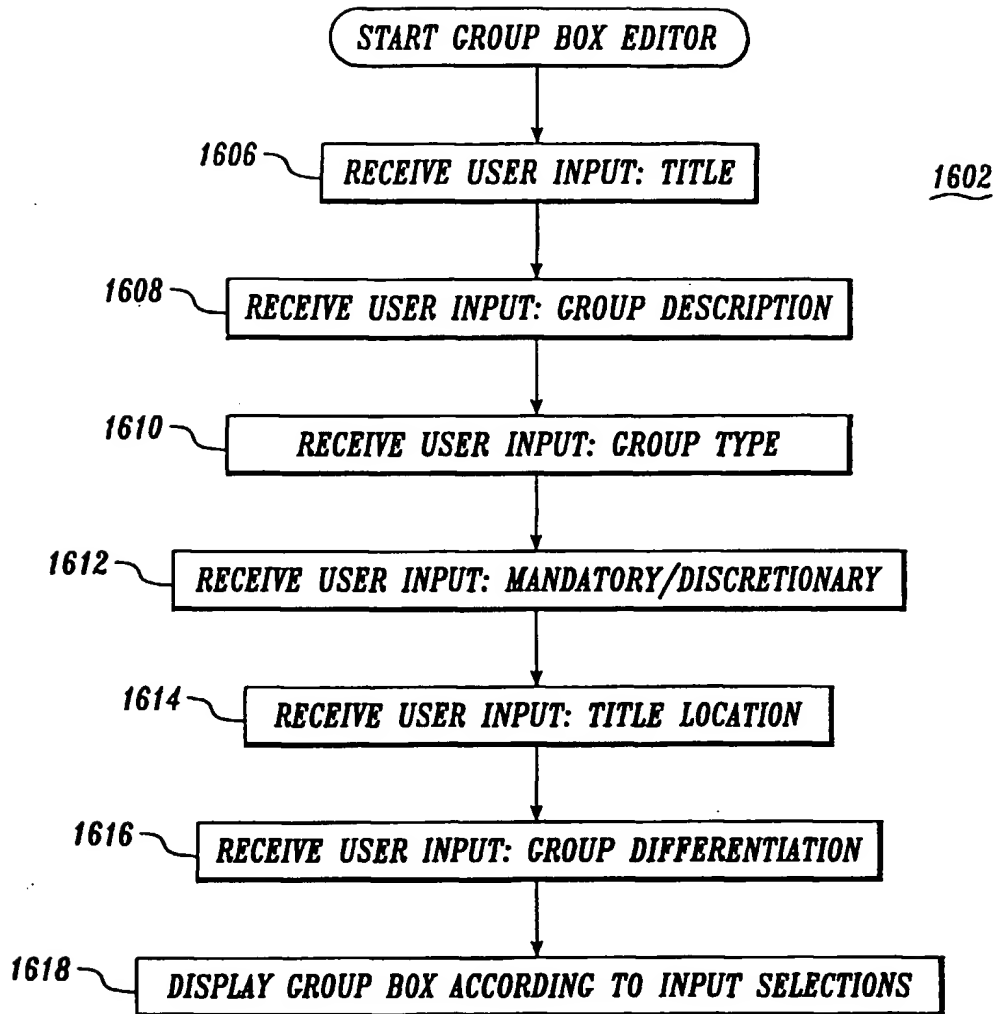 START GROUP BOX EDITOR
1606
RECEIVE USER INPUT: TITLE
1602
1608
RECEIVE USER INPUT: GROUP DESCRIPTION
1610
RECEIVE USER INPUT: GROUP TYPE
1612
RECEIVE USER INPUT: MANDATORY/DISCRETIONARY
1614
RECEIVE USER INPUT: TITLE LOCATION
1616
RECEIVE USER INPUT: GROUP DIFFERENTIATION
1618
DISPLAY GROUP BOX ACCORDING TO INPUT SELECTIONS